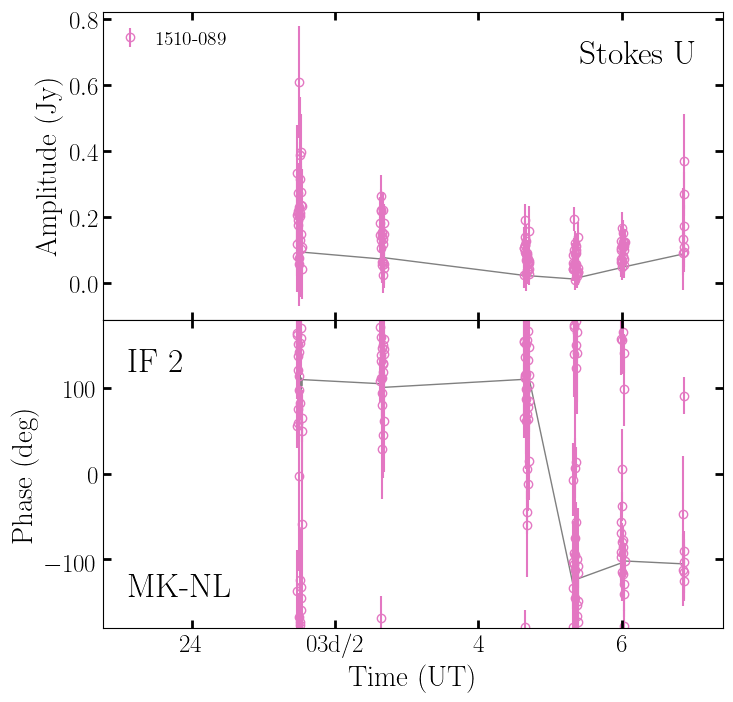 0.8
1510-089
Stokes U
0.6
0.4
0.2
0.0
Amplitude (Jy)
IF 2
100
0
−100
Phase (deg)
MK-NL
24
03d/2
4
6
Time (UT)